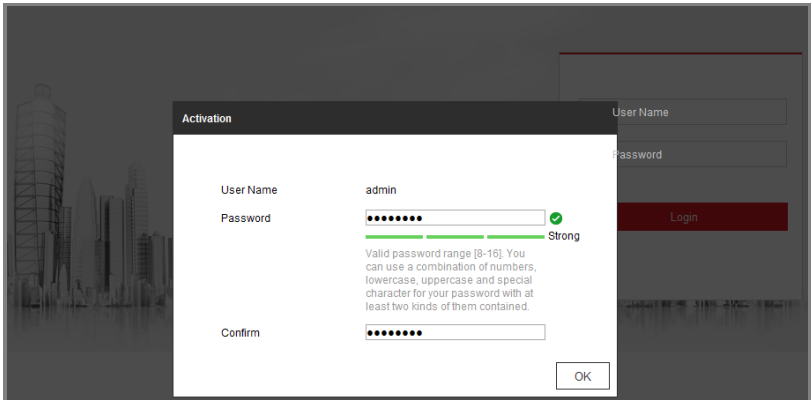 Activation
User Name
Password
Login
User Name admin
Password ●●●●●●●●
Strong
Valid password range [8-16]. You
can use a combination of numbers,
lowercase, uppercase and special
character for your password with at
least two kinds of them contained.
Confirm ●●●●●●●●
OK